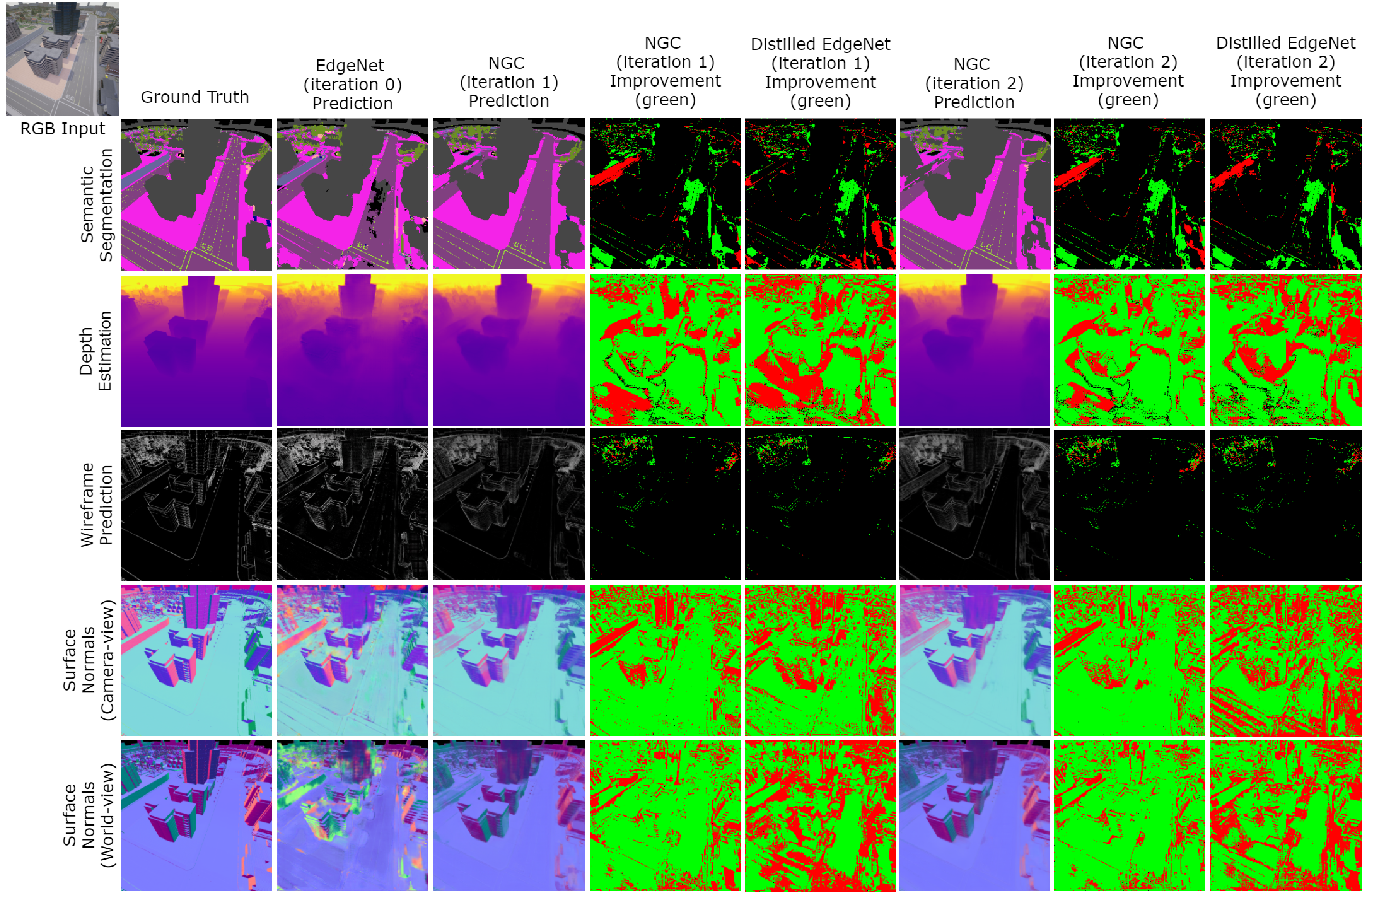 RGB Input
Ground Truth
EdgeNet
(iteration 0)
Prediction
NGC
(iteration 1)
Prediction
NGC
(iteration 1)
Improvement
(green)
Distilled EdgeNet
(iteration 1)
Improvement
(green)
NGC
(iteration 2)
Prediction
NGC
(iteration 2)
Improvement
(green)
Distilled EdgeNet
(iteration 2)
Improvement
(green)
Semantic
Segmentation
Depth
Estimation
Wireframe
Prediction
Surface
Normals
(Camera-view)
Surface
Normals
(World-view)